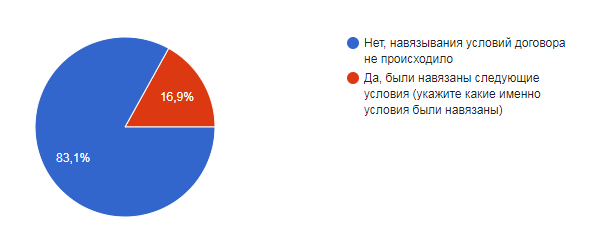 Нет, навязывания условий договора
не происходило
Да, были навязаны следующие
условия (укажите какие именно
условия были навязаны)
16,9%
83,1%